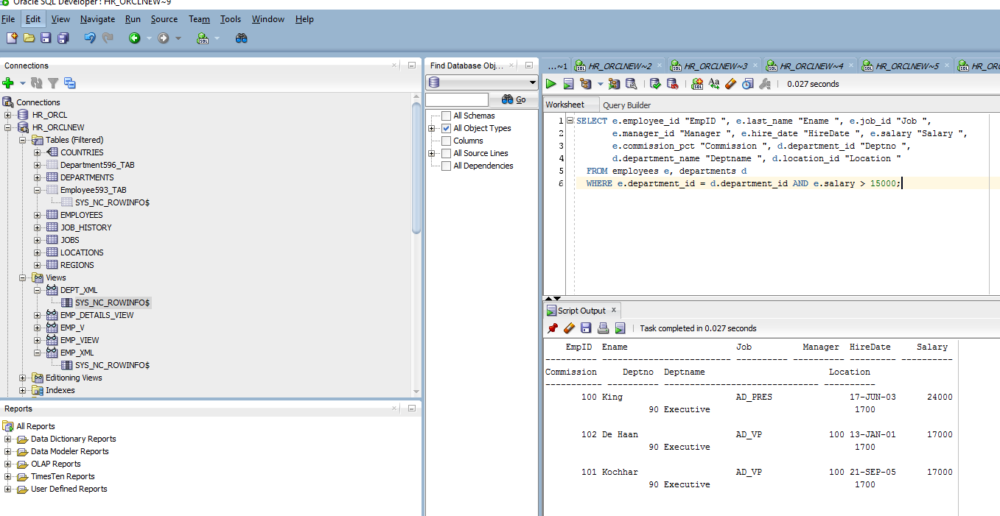 Oracle SQL Developer : HR_ORCLNEW~9
File Edit View Navigate Run Source Team Tools Window Help
Connections
Connections
HR_ORCL
HR_ORCLNEW
Tables (Filtered)
COUNTRIES
Department596_TAB
DEPARTMENTS
Employee593_TAB
SYS_NC_ROWINFO$
EMPLOYEES
JOB_HISTORY
JOBS
LOCATIONS
REGIONS
Views
DEPT_XML
SYS_NC_ROWINFO$
EMP_DETAILS_VIEW
EMP_V
EMP_VIEW
EMP_XML
SYS_NC_ROWINFO$
Editioning Views
Indexes
Reports
All Reports
Data Dictionary Reports
Data Modeler Reports
OLAP Reports
TimesTen Reports
User Defined Reports
Find Database Obj...
Go
All Schemas
All Object Types
Columns
All Source Lines
All Dependencies
...~1 HR_ORCLNEW~2 HR_ORCLNEW~3 HR_ORCLNEW~4 HR_ORCLNEW~5 HR_ORC
0.027 seconds
Worksheet Query Builder
1 SELECT e.employee_id "EmpID ", e.last_name "Ename ", e.job_id "Job ",
2 e.manager_id "Manager ", e.hire_date "HireDate ", e.salary "Salary ",
3 e.commission_pct "Commission ", d.department_id "Deptno ",
4 d.department_name "Deptname ", d.location_id "Location "
5 FROM employees e, departments d
6 WHERE e.department_id = d.department_id AND e.salary > 15000;
Script Output x
Task completed in 0.027 seconds
EmpID Ename Job Manager HireDate Salary
---------- ------------------------- ---------- ---------- --------- ----------
Commission Deptno Deptname Location
----------- ---------- ------------------------------ ----------
100 King AD_PRES 17-JUN-03 24000
90 Executive 1700
102 De Haan AD_VP 100 13-JAN-01 17000
90 Executive 1700
101 Kochhar AD_VP 100 21-SEP-05 17000
90 Executive 1700